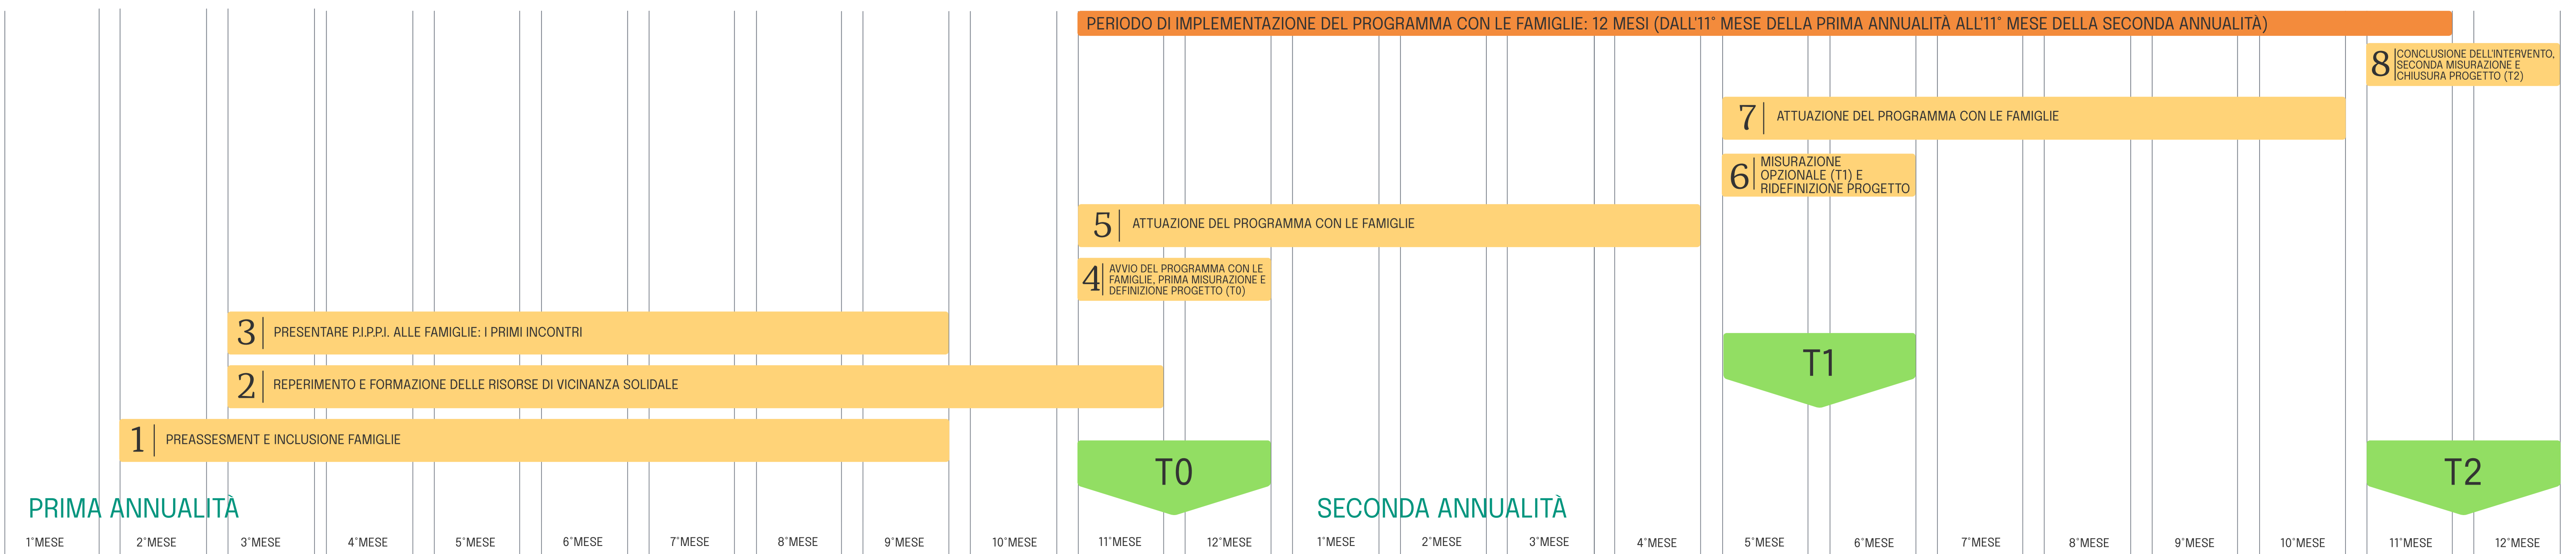 PERIODO DI IMPLEMENTAZIONE DEL PROGRAMMA CON LE FAMIGLIE: 12 MESI (DALL'11° MESE DELLA PRIMA ANNUALITÀ ALL'11° MESE DELLA SECONDA ANNUALITÀ)
8
CONCLUSIONE DELL'INTERVENTO,
SECONDA MISURAZIONE E
CHIUSURA PROGETTO (T2)
7
ATTUAZIONE DEL PROGRAMMA CON LE FAMIGLIE
6
MISURAZIONE
OPZIONALE (T1) E
RIDEFINIZIONE PROGETTO
5
ATTUAZIONE DEL PROGRAMMA CON LE FAMIGLIE
4
AVVIO DEL PROGRAMMA CON LE
FAMIGLIE, PRIMA MISURAZIONE E
DEFINIZIONE PROGETTO (T0)
3
PRESENTARE P.I.P.P.I. ALLE FAMIGLIE: I PRIMI INCONTRI
2
REPERIMENTO E FORMAZIONE DELLE RISORSE DI VICINANZA SOLIDALE
1
PREASSESMENT E INCLUSIONE FAMIGLIE
T0
T1
T2
PRIMA ANNUALITÀ
SECONDA ANNUALITÀ
1°MESE
2°MESE
3°MESE
4°MESE
5°MESE
6°MESE
7°MESE
8°MESE
9°MESE
10°MESE
11°MESE
12°MESE
1°MESE
2°MESE
3°MESE
4°MESE
5°MESE
6°MESE
7°MESE
8°MESE
9°MESE
10°MESE
11°MESE
12°MESE